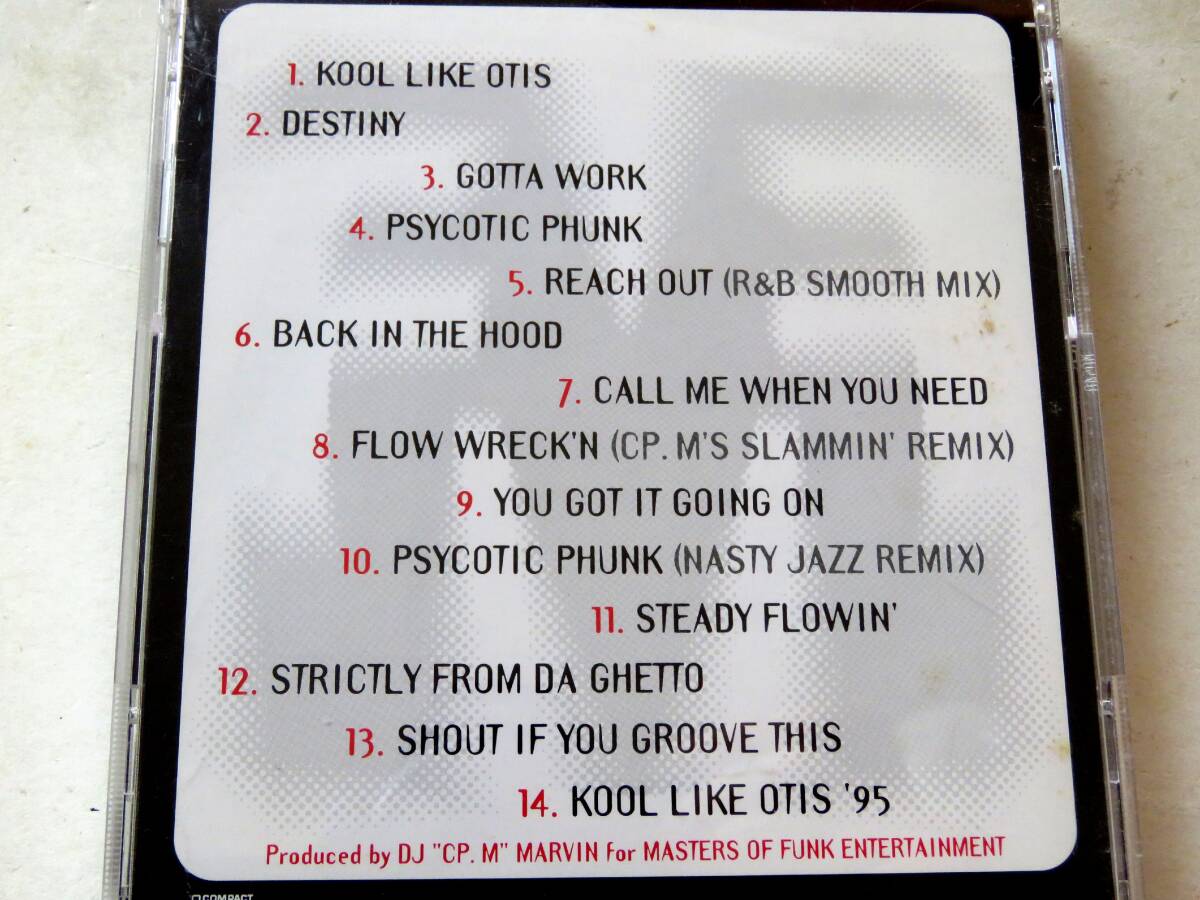 1. KOOL LIKE OTIS
2. DESTINY
3. GOTTA WORK
4. PSYCOTIC PHUNK
5. REACH OUT (R&B SMOOTH MIX)
6. BACK IN THE HOOD
7. CALL ME WHEN YOU NEED
8. FLOW WRECK'N (CP. M'S SLAMMIN' REMIX)
9. YOU GOT IT GOING ON
10. PSYCOTIC PHUNK (NASTY JAZZ REMIX)
11. STEADY FLOWIN'
12. STRICTLY FROM DA GHETTO
13. SHOUT IF YOU GROOVE THIS
14. KOOL LIKE OTIS '95
Produced by DJ "CP. M" MARVIN for MASTERS OF FUNK ENTERTAINMENT
COMPACT